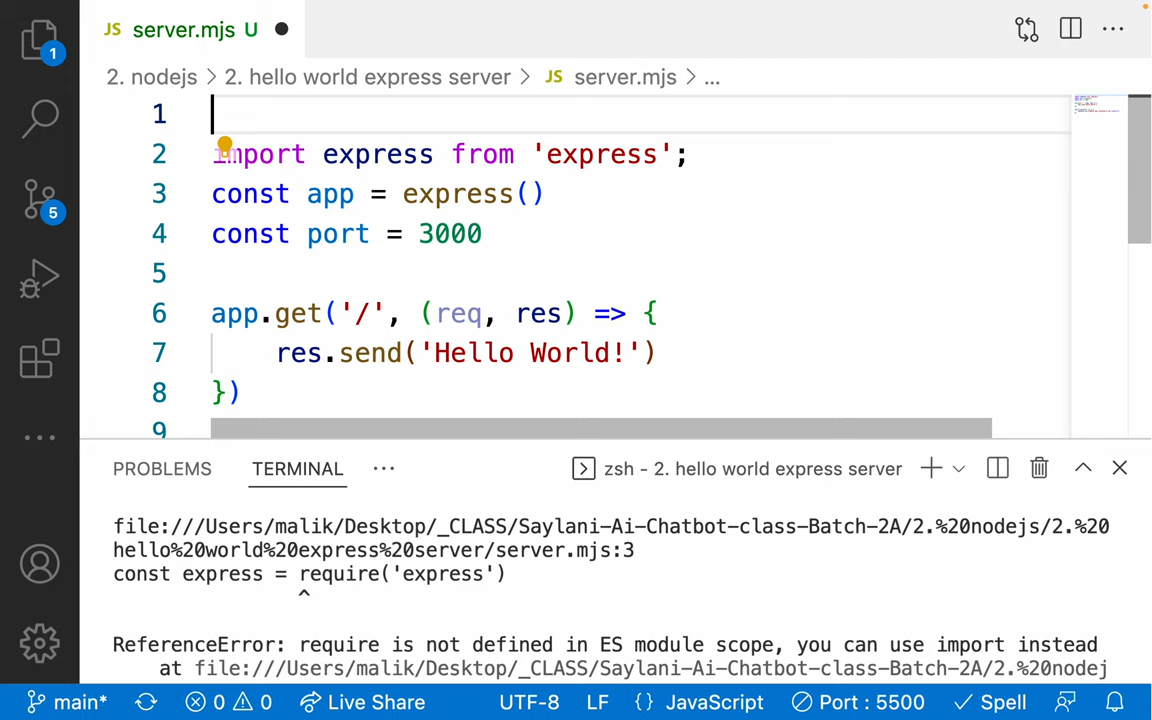 1
JS server.mjs U
2. nodejs > 2. hello world express server > JS server.mjs > ...
1
2 import express from 'express';
3 const app = express()
4 const port = 3000
5
6 app.get('/', (req, res) => {
7 res.send('Hello World!')
8 })
9
5
PROBLEMS TERMINAL ... zsh - 2. hello world express server
file:///Users/malik/Desktop/_CLASS/Saylani-Ai-Chatbot-class-Batch-2A/2.%20nodejs/2.%20
hello%20world%20express%20server/server.mjs:3
const express = require('express')
^
ReferenceError: require is not defined in ES module scope, you can use import instead
at file:///Users/malik/Desktop/_CLASS/Saylani-Ai-Chatbot-class-Batch-2A/2.%20nodej
main* 0 0 Live Share UTF-8 LF {} JavaScript Port : 5500 Spell